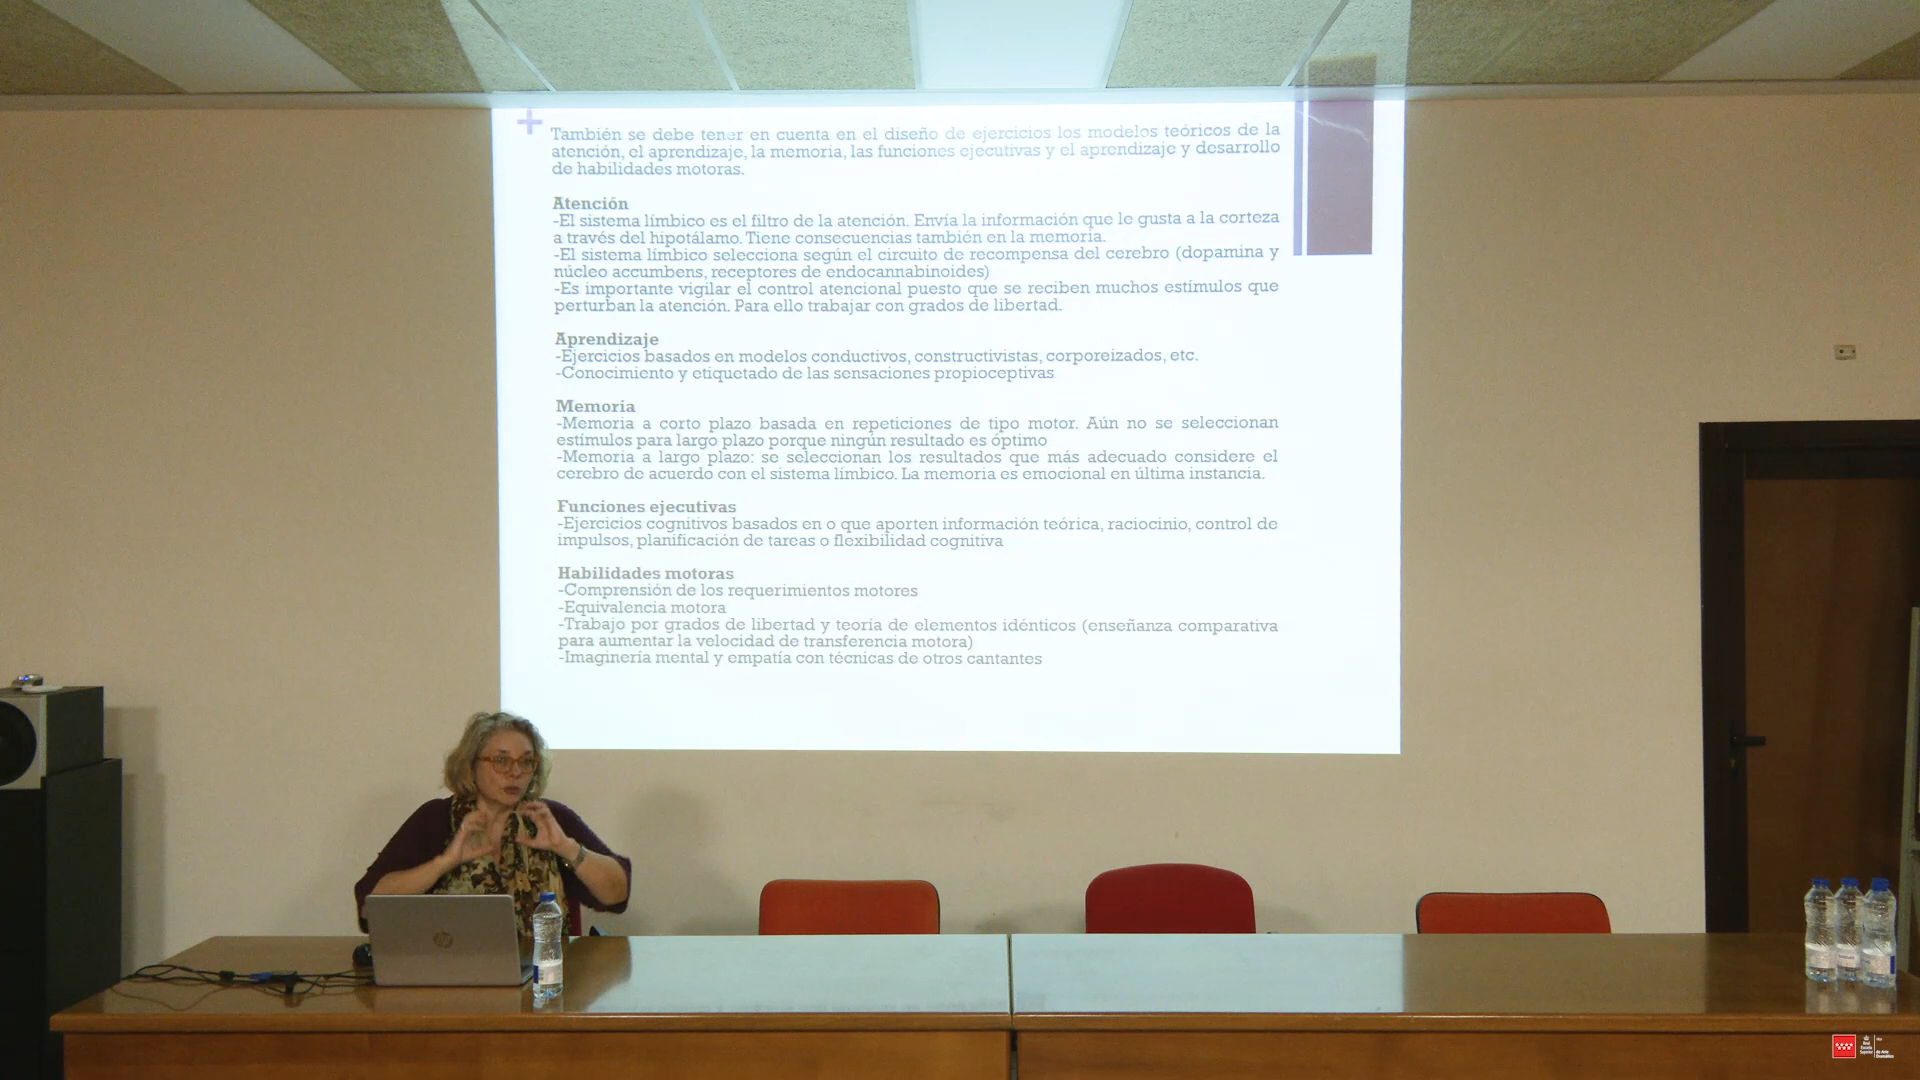 +
También se debe tener en cuenta en el diseño de ejercicios los modelos teóricos de la
atención, el aprendizaje, la memoria, las funciones ejecutivas y el aprendizaje y desarrollo
de habilidades motoras.
Atención
-El sistema límbico es el filtro de la atención. Envía la información que le gusta a la corteza
a través del hipotálamo. Tiene consecuencias también en la memoria.
-El sistema límbico selecciona según el circuito de recompensa del cerebro (dopamina y
núcleo accumbens, receptores de endocannabinoides)
-Es importante vigilar el control atencional puesto que se reciben muchos estímulos que
perturban la atención. Para ello trabajar con grados de libertad.
Aprendizaje
-Ejercicios basados en modelos conductivos, constructivistas, corporeizados, etc.
-Conocimiento y etiquetado de las sensaciones propioceptivas
Memoria
-Memoria a corto plazo basada en repeticiones de tipo motor. Aún no se seleccionan
estímulos para largo plazo porque ningún resultado es óptimo
-Memoria a largo plazo: se seleccionan los resultados que más adecuado considere el
cerebro de acuerdo con el sistema límbico. La memoria es emocional en última instancia.
Funciones ejecutivas
-Ejercicios cognitivos basados en o que aporten información teórica, raciocinio, control de
impulsos, planificación de tareas o flexibilidad cognitiva
Habilidades motoras
-Comprensión de los requerimientos motores
-Equivalencia motora
-Trabajo por grados de libertad y teoría de elementos idénticos (enseñanza comparativa
para aumentar la velocidad de transferencia motora)
-Imaginería mental y empatía con técnicas de otros cantantes
hp
Real
Escuela
Superior
de Arte
Dramático